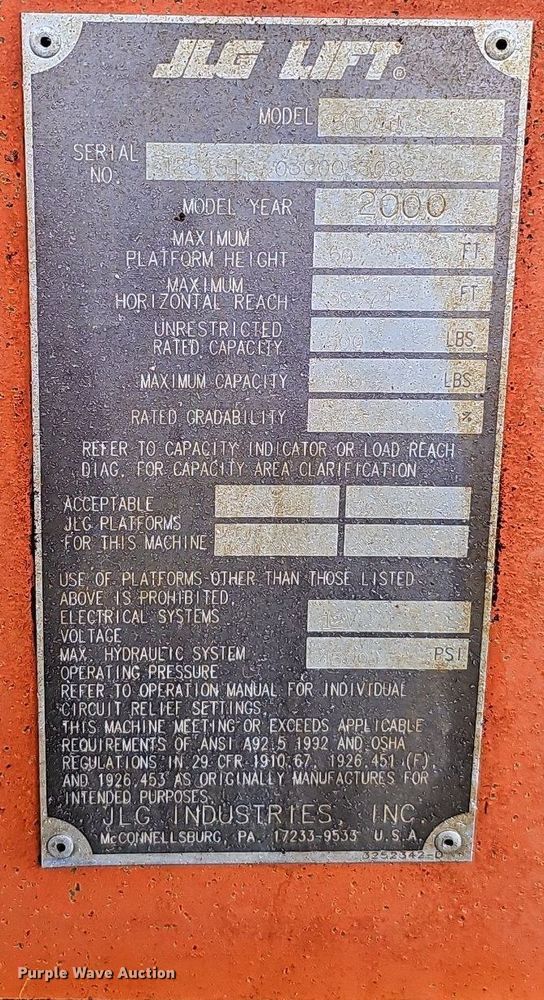 JLG LIFT®
MODEL
SERIAL
NO.
MODEL YEAR 2000
MAXIMUM
PLATFORM HEIGHT 60 FT
MAXIMUM
HORIZONTAL REACH FT
UNRESTRICTED
RATED CAPACITY 500 LBS
MAXIMUM CAPACITY LBS
RATED GRADABILITY %
REFER TO CAPACITY INDICATOR OR LOAD REACH
DIAG. FOR CAPACITY AREA CLARIFICATION
ACCEPTABLE
JLG PLATFORMS
FOR THIS MACHINE
USE OF PLATFORMS OTHER THAN THOSE LISTED
ABOVE IS PROHIBITED.
ELECTRICAL SYSTEMS
VOLTAGE
MAX. HYDRAULIC SYSTEM PSI
OPERATING PRESSURE
REFER TO OPERATION MANUAL FOR INDIVIDUAL
CIRCUIT RELIEF SETTINGS.
THIS MACHINE MEETING OR EXCEEDS APPLICABLE
REQUIREMENTS OF ANSI A92.5 1992 AND OSHA
REGULATIONS IN 29 CFR 1910.67, 1926.451 (F),
AND 1926.453 AS ORIGINALLY MANUFACTURES FOR
INTENDED PURPOSES.
JLG INDUSTRIES, INC.
McCONNELLSBURG, PA. 17233-9533 U.S.A.
3252342-D
Purple Wave Auction